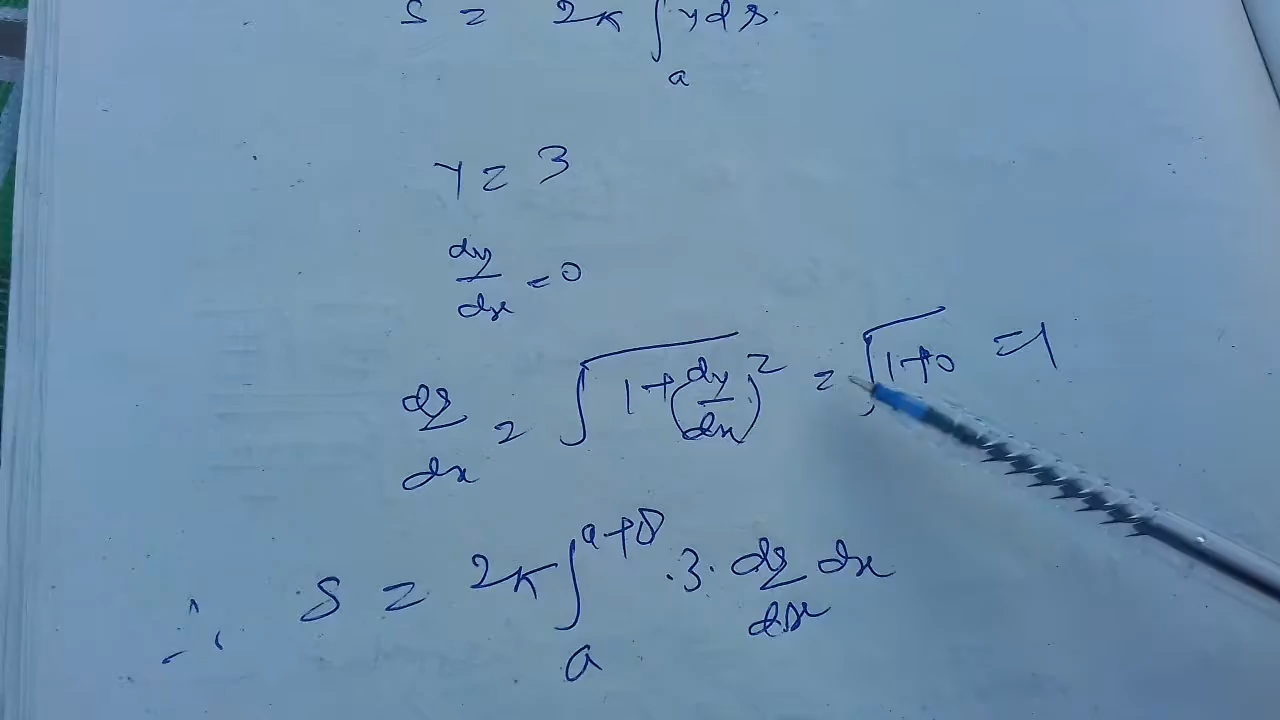 S = 2π ∫ₐ y ds
y = 3
dy/dx = 0
ds/dx = √(1+(dy/dx)²) = √(1+0) = 1
∴ S = 2π ∫ₐ^(a+8) · 3 · ds/dx dx